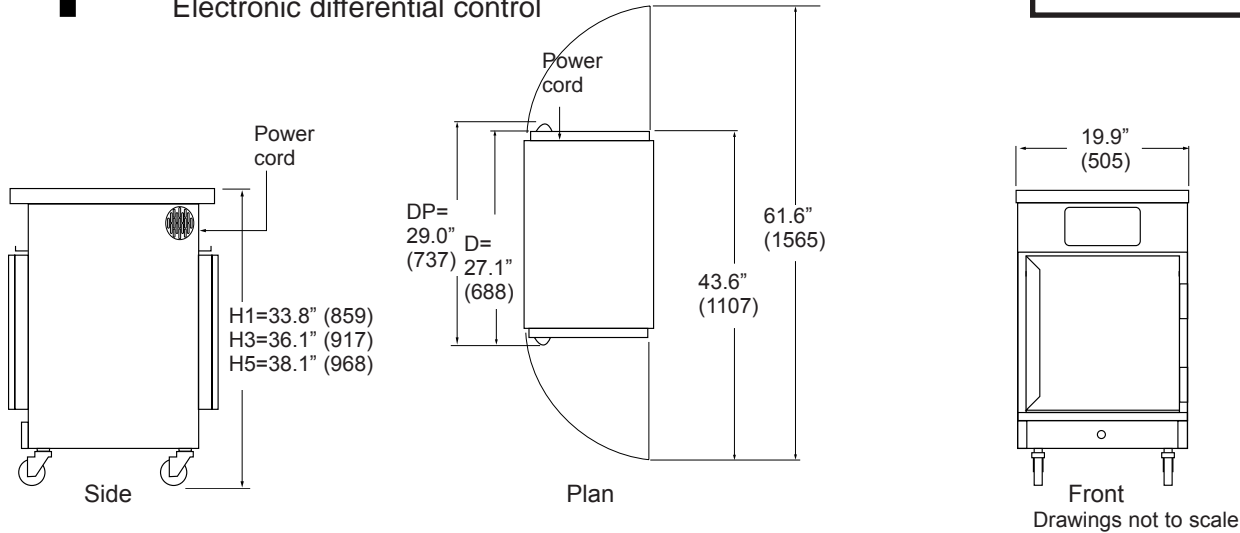 Electronic differential control
Power
cord
Power
cord
H1=33.8” (859)
H3=36.1” (917)
H5=38.1” (968)
Side
DP=
29.0”
(737)
D=
27.1”
(688)
61.6”
(1565)
43.6”
(1107)
Plan
19.9”
(505)
Front
Drawings not to scale